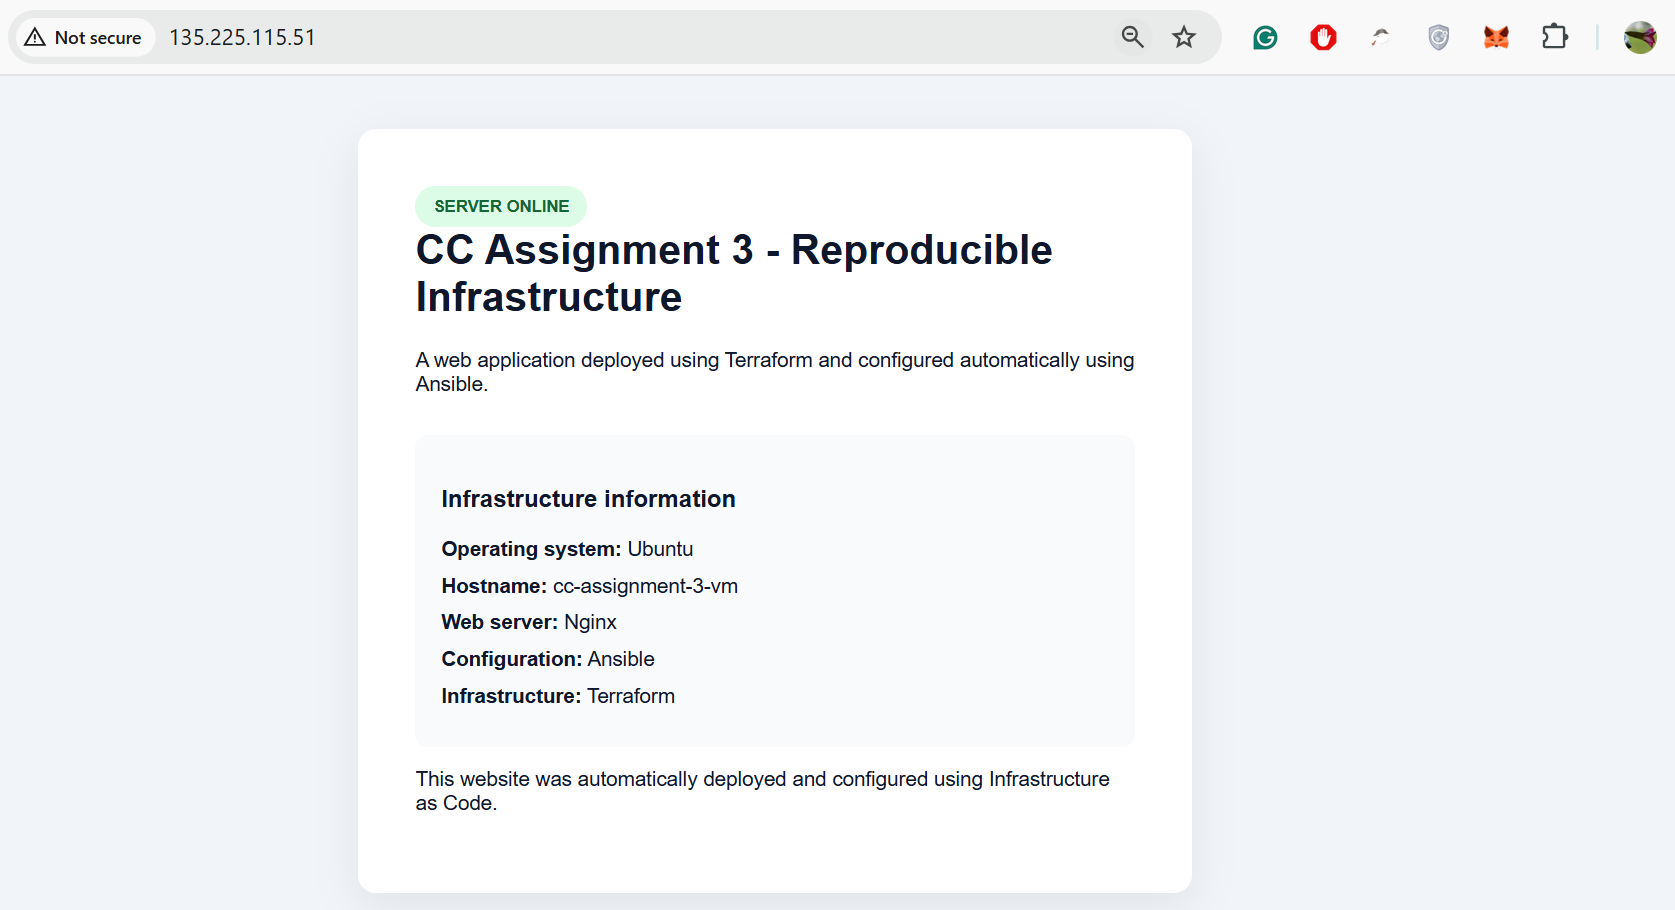 Not secure 135.225.115.51
SERVER ONLINE
CC Assignment 3 - Reproducible
Infrastructure
A web application deployed using Terraform and configured automatically using
Ansible.
Infrastructure information
Operating system: Ubuntu
Hostname: cc-assignment-3-vm
Web server: Nginx
Configuration: Ansible
Infrastructure: Terraform
This website was automatically deployed and configured using Infrastructure
as Code.